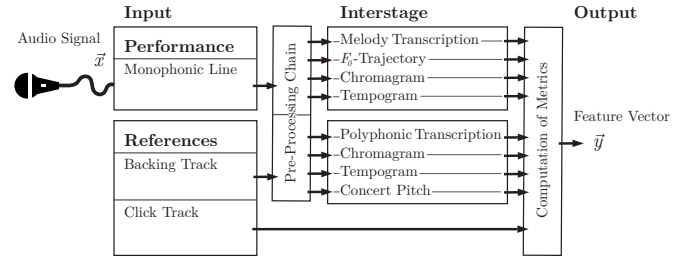 Input
Interstage
Output
Audio Signal
x⃗
Performance
Monophonic Line
References
Backing Track
Click Track
Pre-Processing Chain
Melody Transcription
F₀-Trajectory
Chromagram
Tempogram
Polyphonic Transcription
Chromagram
Tempogram
Concert Pitch
Computation of Metrics
Feature Vector
y⃗